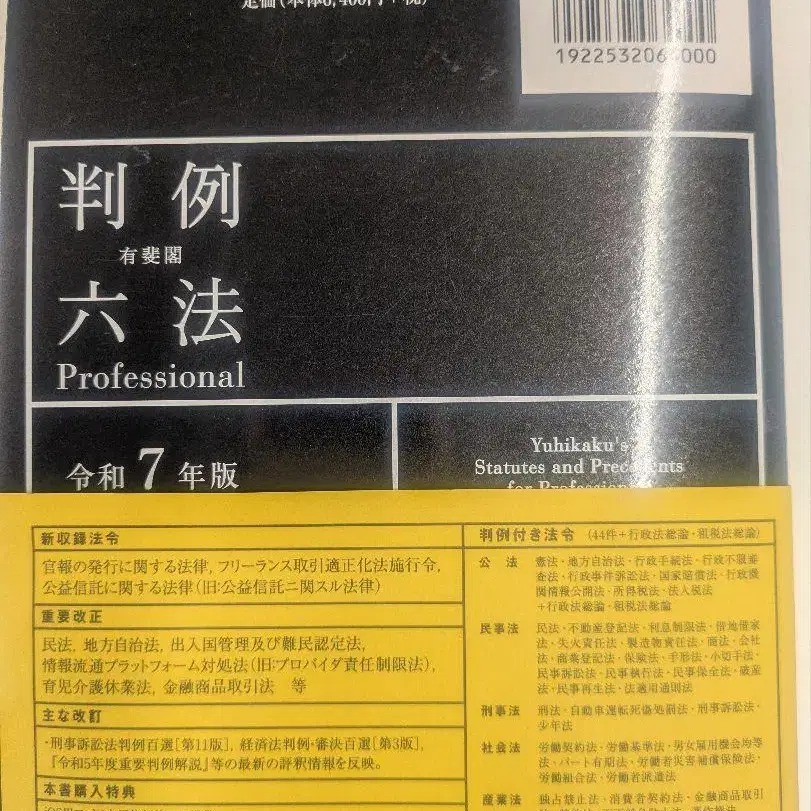 定価(本体6,400円+税)
1922532064000
判例
有斐閣
六法
Professional
令和7年版
Yuhikaku's
Statutes and Precedents
for Professional
新収録法令
官報の発行に関する法律, フリーランス取引適正化法施行令,
公益信託に関する法律(旧:公益信託ニ関スル法律)
重要改正
民法, 地方自治法, 出入国管理及び難民認定法,
情報流通プラットフォーム対処法(旧:プロバイダ責任制限法),
育児介護休業法, 金融商品取引法 等
主な改訂
・刑事訴訟法判例百選[第11版], 経済法判例・審決百選[第3版],
『令和5年度重要判例解説』等の最新の評釈情報を反映。
本書購入特典
判例付き法令 (44件+行政法総論・租税法総論)
公法 憲法・地方自治法・行政手続法・行政不服審
査法・行政事件訴訟法・国家賠償法・行政機
関情報公開法・所得税法・法人税法
+行政法総論・租税法総論
民事法 民法・不動産登記法・利息制限法・借地借家
法・失火責任法・製造物責任法・商法・会社
法・商業登記法・保険法・手形法・小切手法・
民事訴訟法・民事執行法・民事保全法・破産
法・民事再生法・法適用通則法
刑事法 刑法・自動車運転死傷処罰法・刑事訴訟法・
少年法
社会法 労働契約法・労働基準法・男女雇用機会均等
法・パート有期法・労働者災害補償保険法・
労働組合法・労働者派遣法
産業法 独占禁止法・消費者契約法・金融商品取引